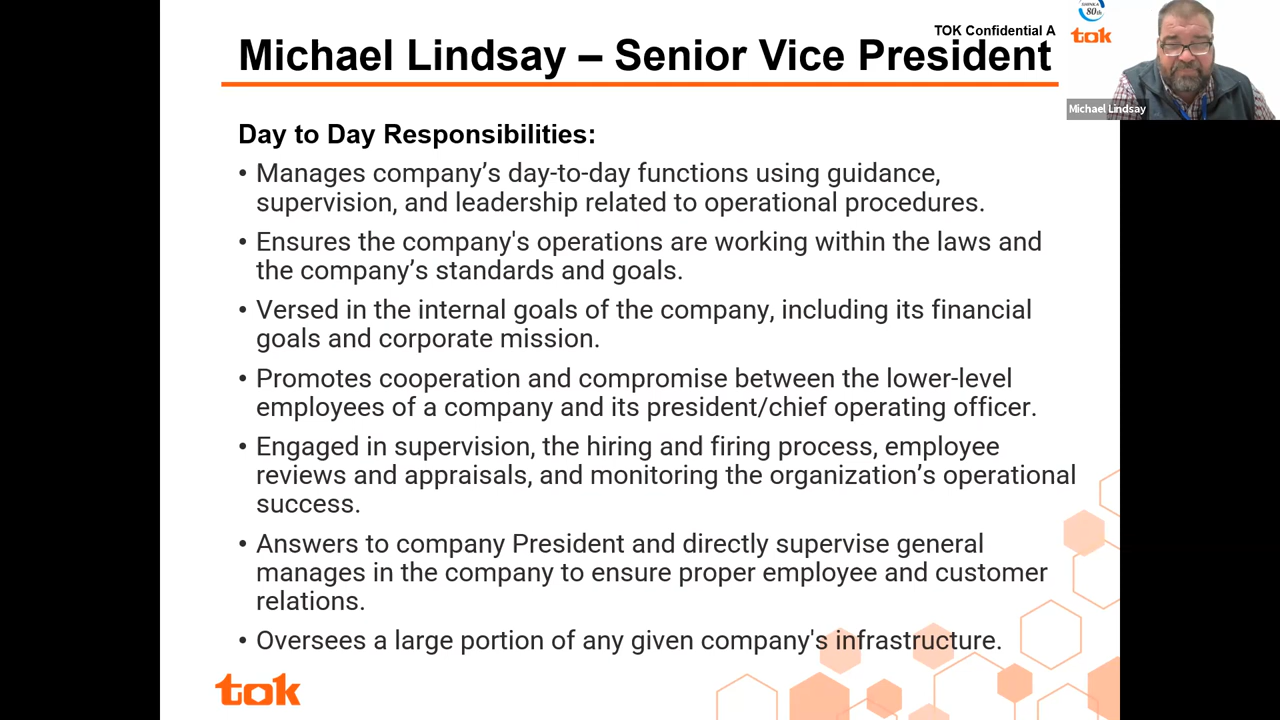 TOK Confidential A
Michael Lindsay – Senior Vice President
80th
tok
Michael Lindsay
Day to Day Responsibilities:
• Manages company’s day-to-day functions using guidance,
supervision, and leadership related to operational procedures.
• Ensures the company's operations are working within the laws and
the company’s standards and goals.
• Versed in the internal goals of the company, including its financial
goals and corporate mission.
• Promotes cooperation and compromise between the lower-level
employees of a company and its president/chief operating officer.
• Engaged in supervision, the hiring and firing process, employee
reviews and appraisals, and monitoring the organization’s operational
success.
• Answers to company President and directly supervise general
manages in the company to ensure proper employee and customer
relations.
• Oversees a large portion of any given company's infrastructure.
tok